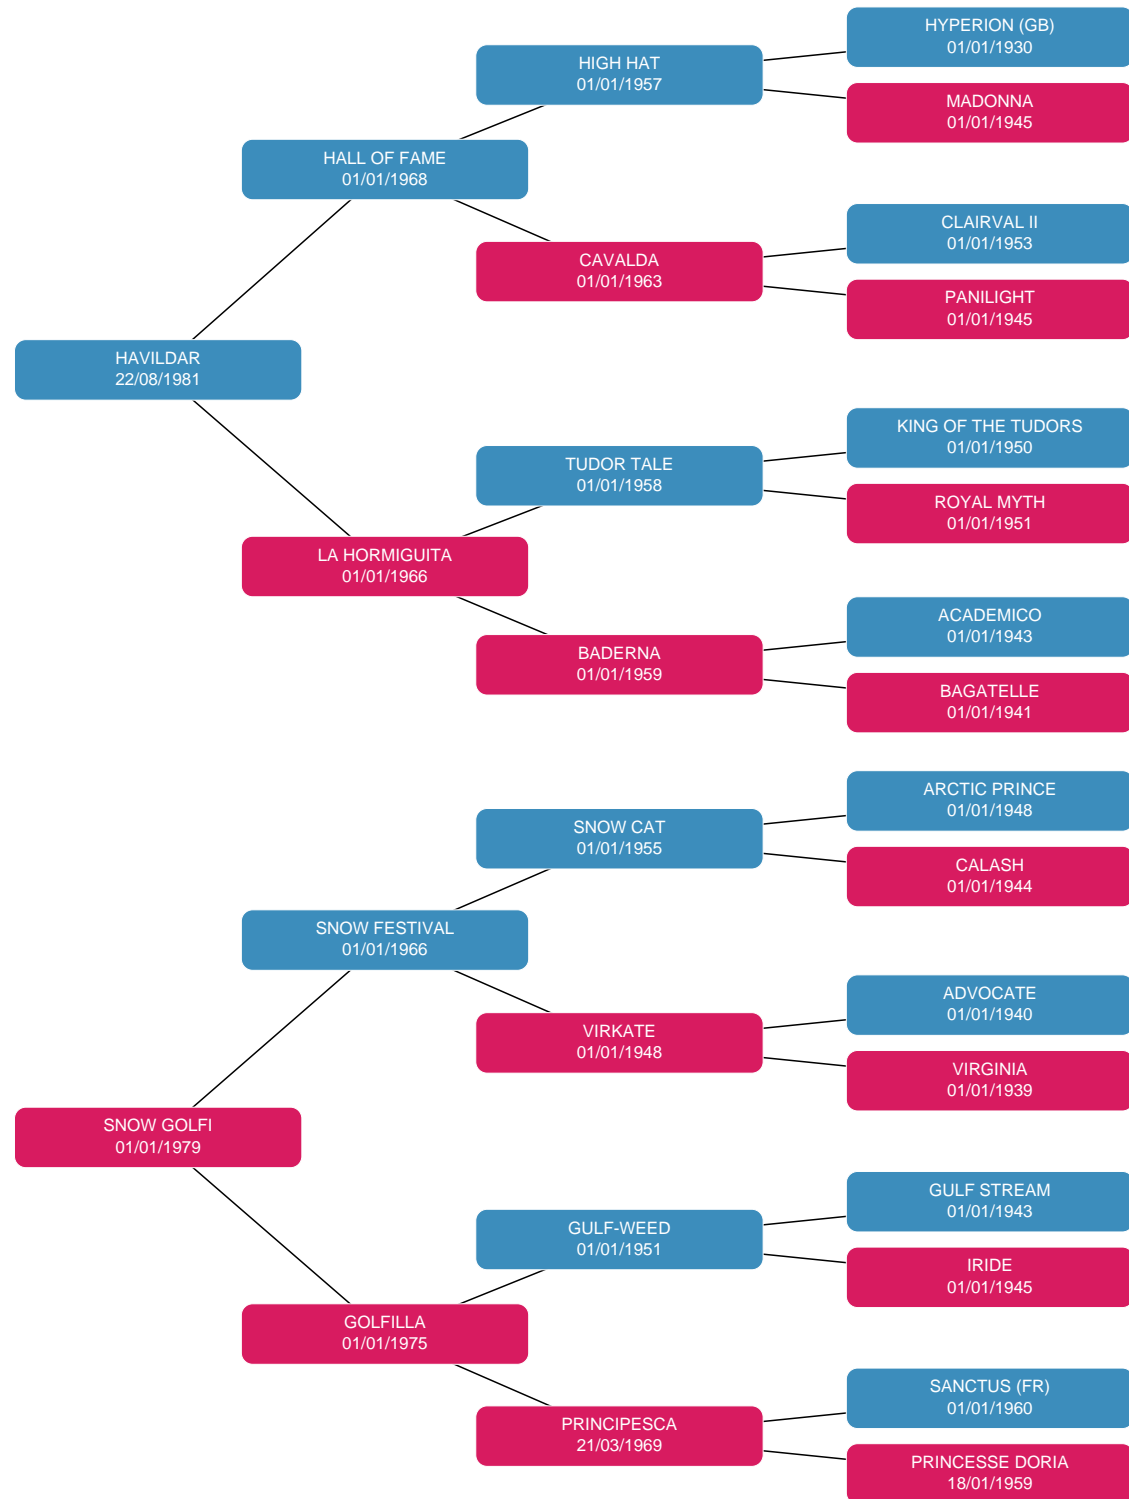 HYPERION (GB)
01/01/1930
HIGH HAT
01/01/1957
MADONNA
01/01/1945
HALL OF FAME
01/01/1968
CLAIRVAL II
01/01/1953
CAVALDA
01/01/1963
PANILIGHT
01/01/1945
HAVILDAR
22/08/1981
KING OF THE TUDORS
01/01/1950
TUDOR TALE
01/01/1958
ROYAL MYTH
01/01/1951
LA HORMIGUITA
01/01/1966
ACADEMICO
01/01/1943
BADERNA
01/01/1959
BAGATELLE
01/01/1941
ARCTIC PRINCE
01/01/1948
SNOW CAT
01/01/1955
CALASH
01/01/1944
SNOW FESTIVAL
01/01/1966
ADVOCATE
01/01/1940
VIRKATE
01/01/1948
VIRGINIA
01/01/1939
SNOW GOLFI
01/01/1979
GULF STREAM
01/01/1943
GULF-WEED
01/01/1951
IRIDE
01/01/1945
GOLFILLA
01/01/1975
SANCTUS (FR)
01/01/1960
PRINCIPESCA
21/03/1969
PRINCESSE DORIA
18/01/1959